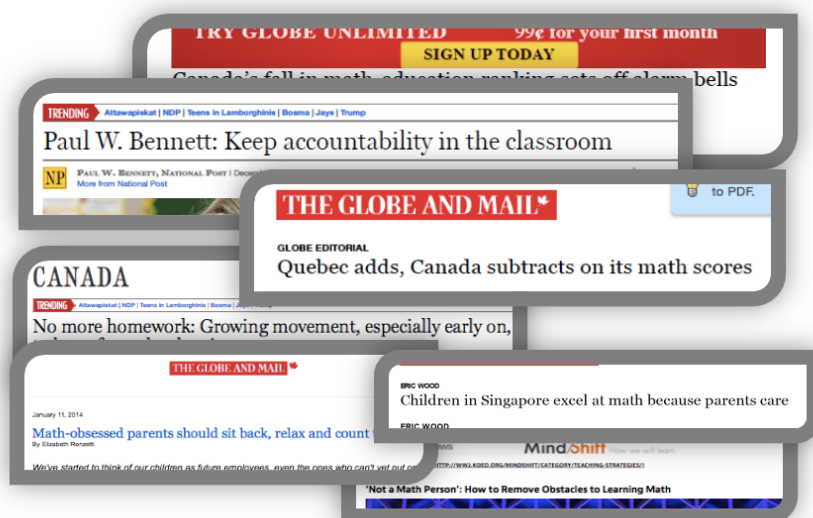 TRY GLOBE UNLIMITED 99¢ for your first month
SIGN UP TODAY
Canada's fall in math-education ranking sets off alarm bells
TRENDING Attawapiskat | NDP | Teens in Lamborghinis | Bosma | Jays | Trump
Paul W. Bennett: Keep accountability in the classroom
NP PAUL W. BENNETT, NATIONAL POST |
More from National Post
to PDF.
THE GLOBE AND MAIL
GLOBE EDITORIAL
Quebec adds, Canada subtracts on its math scores
CANADA
TRENDING Attawapiskat | NDP | Teens in Lamborghinis | Bosma |
No more homework: Growing movement, especially early on,
THE GLOBE AND MAIL
January 11, 2014
Math-obsessed parents should sit back, relax and count
By Elizabeth Renzetti
We've started to think of our children as future employees, even the ones who can't yet
ERIC WOOD
Children in Singapore excel at math because parents care
ERIC WOOD
Mind/Shift How we will learn.
HTTP://WW2.KQED.ORG/MINDSHIFT/CATEGORY/TEACHING-STRATEGIES/)
'Not a Math Person': How to Remove Obstacles to Learning Math